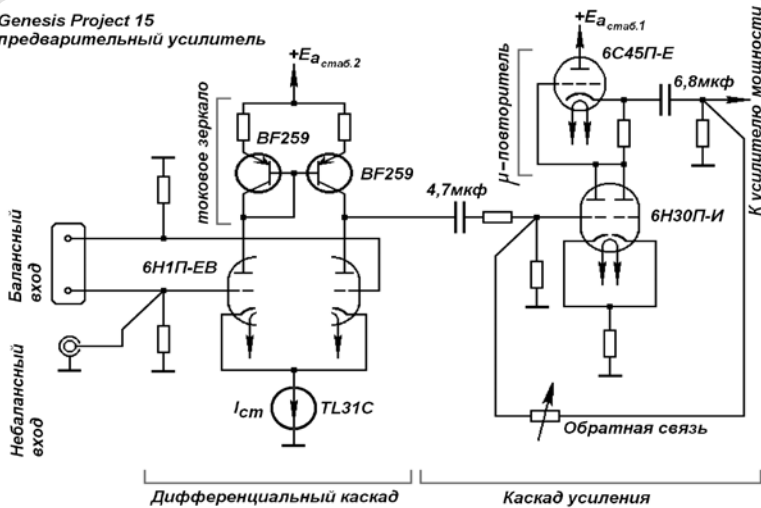 Genesis Project 15
предварительный усилитель
+Eа стаб.1
6С45П-Е
6,8мкф
μ-повторитель
К усилителю мощности
+Eа стаб.2
BF259
BF259
токовое зеркало
4,7мкф
6Н30П-И
Балансный
вход
6Н1П-ЕВ
Небалансный
вход
Iст
TL31C
Обратная связь
Дифференциальный каскад
Каскад усиления